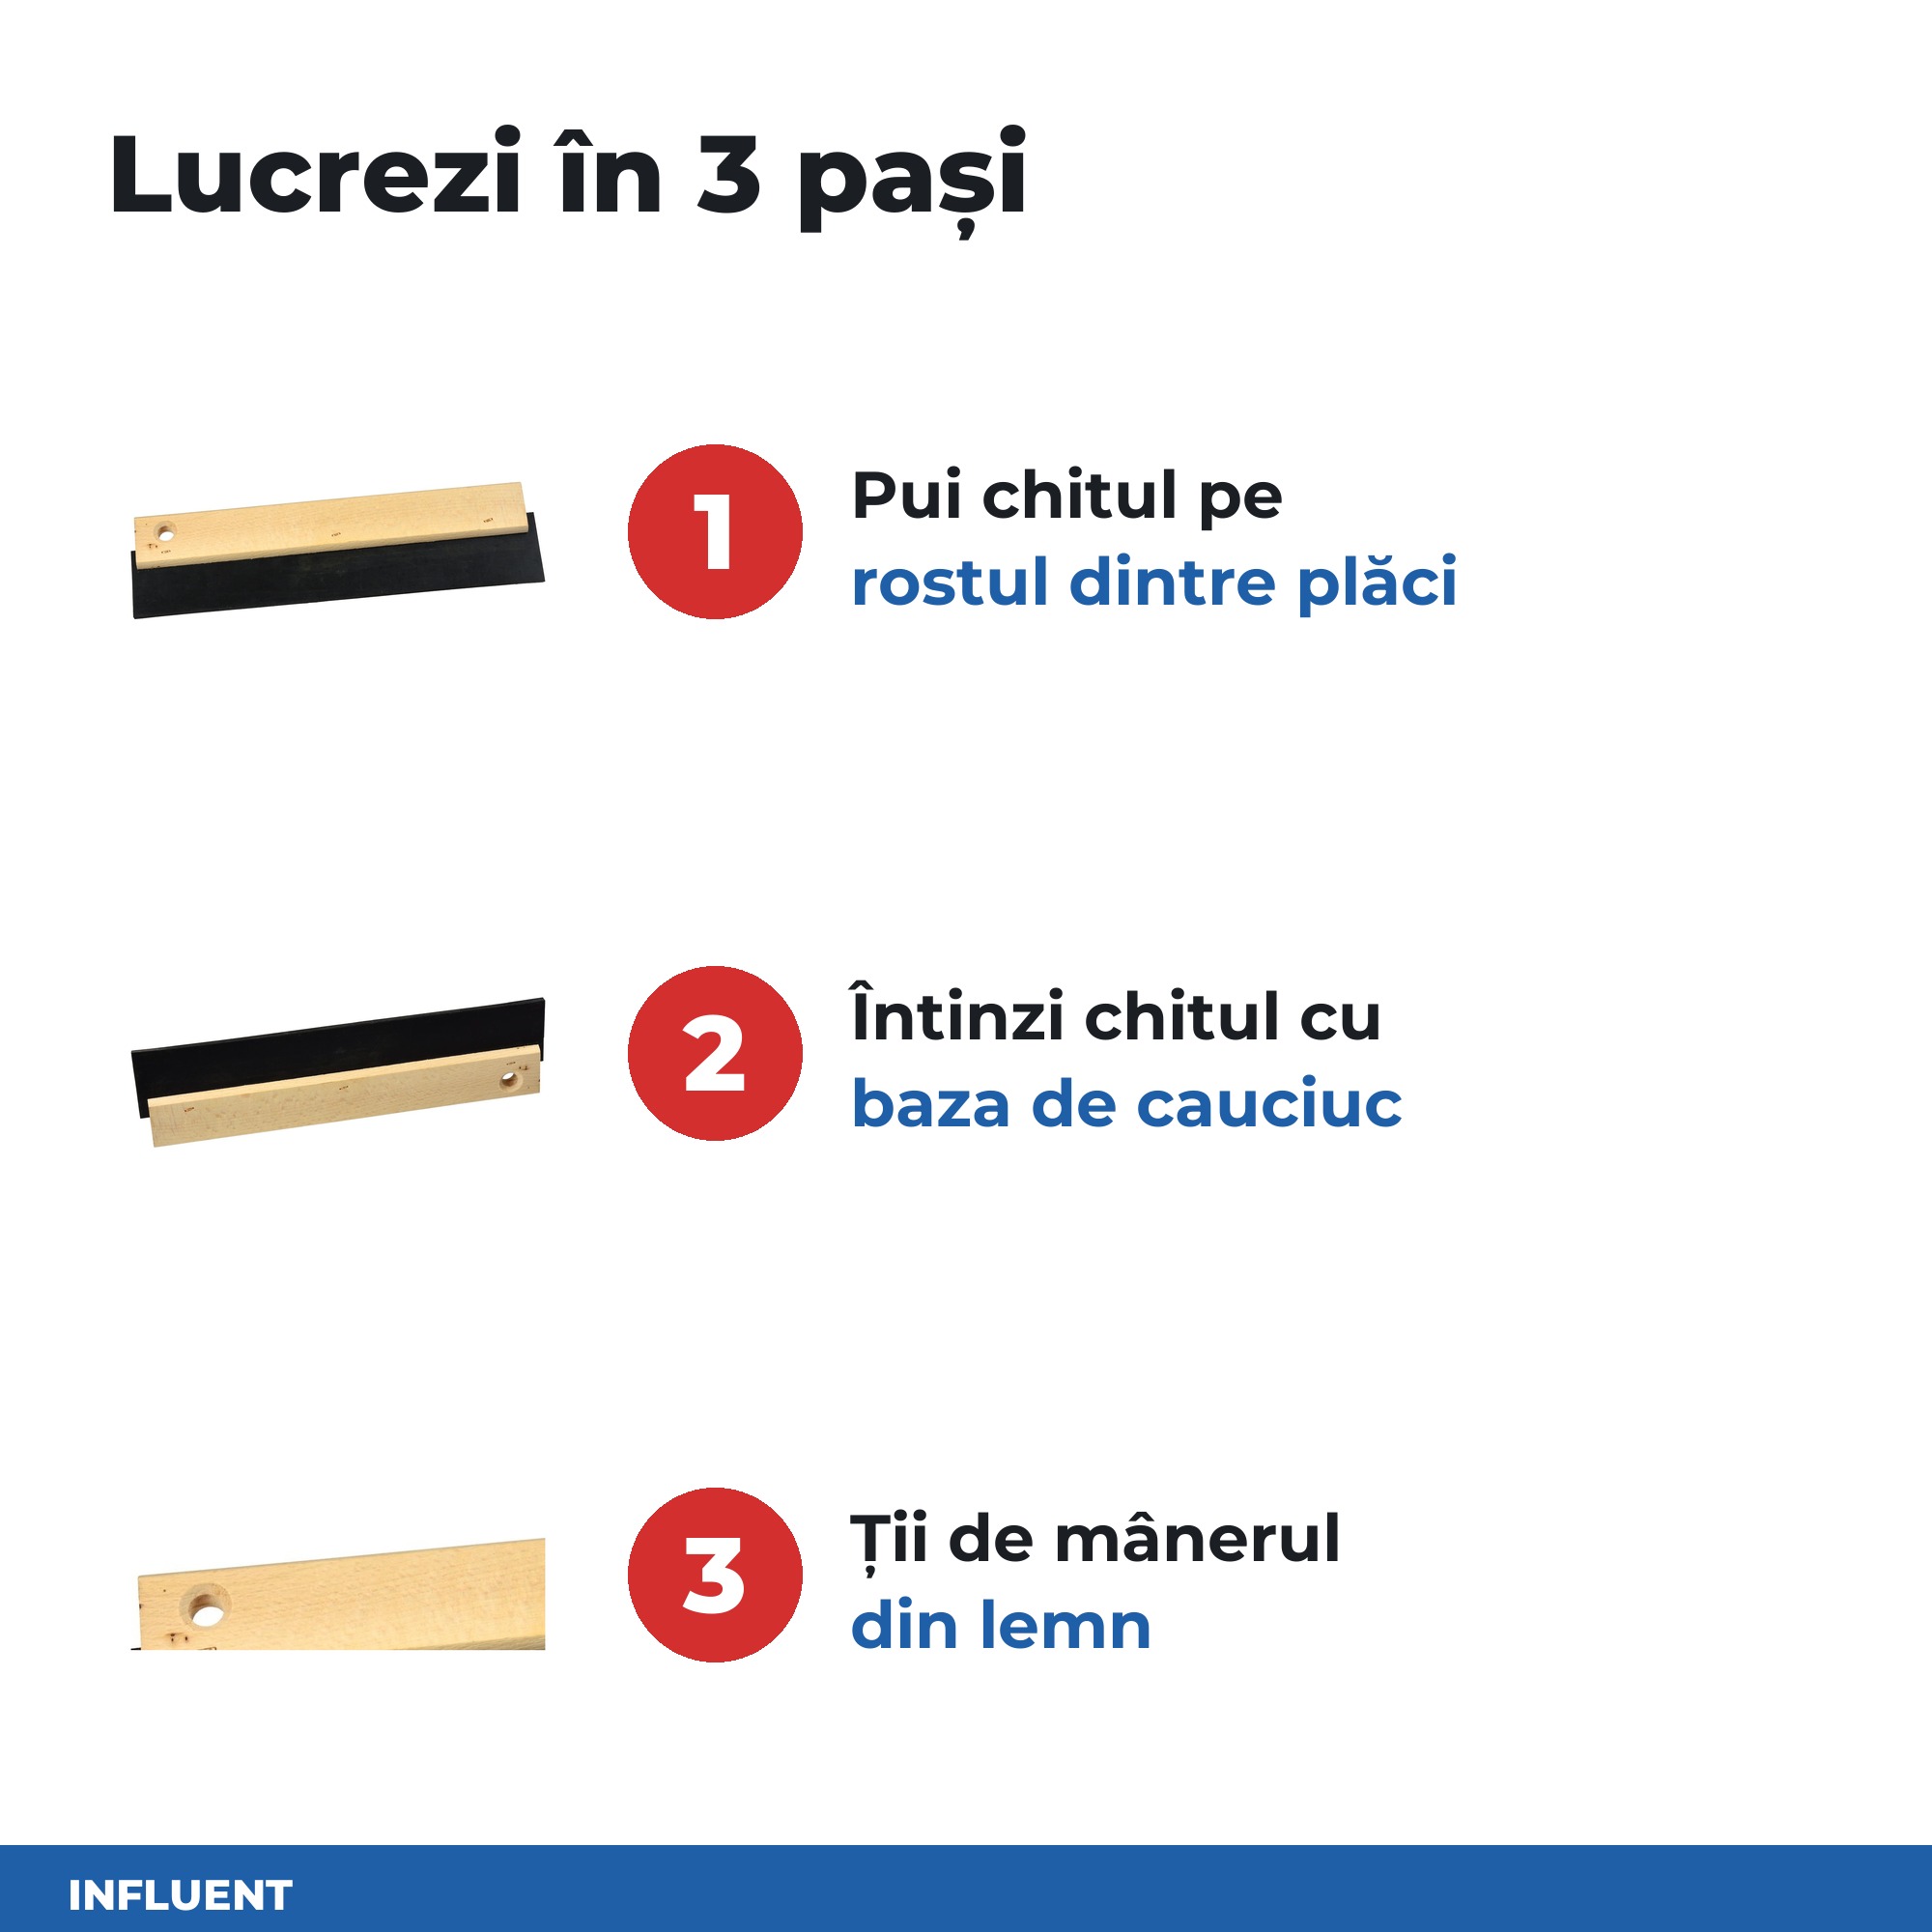 Lucrezi în 3 pași
1
Pui chitul pe
rostul dintre plăci
2
Întinzi chitul cu
baza de cauciuc
3
Ții de mânerul
din lemn
INFLUENT